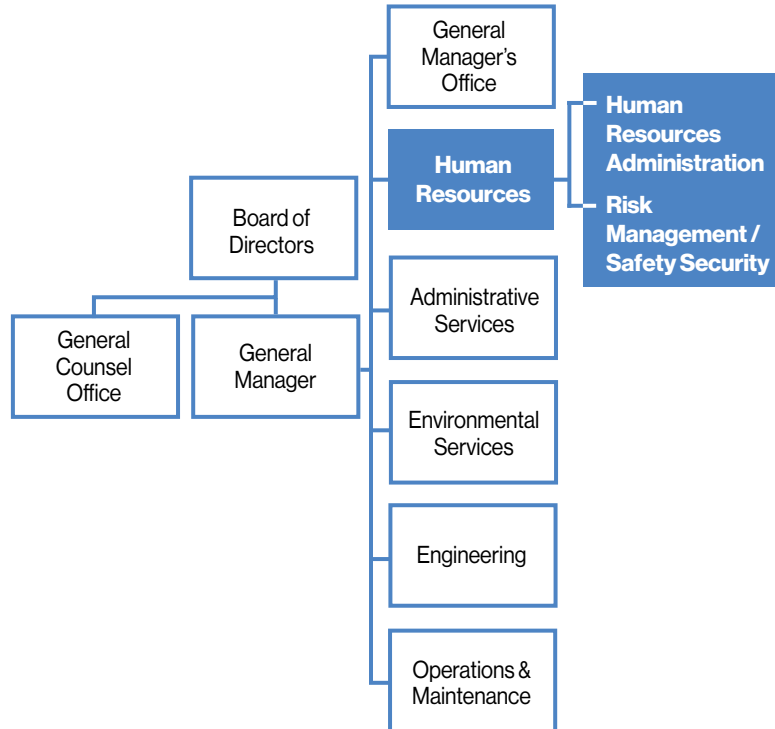 General
Manager's
Office
Human
Resources
Human
Resources
Administration
Risk
Management /
Safety Security
Board of
Directors
General
Counsel
Office
General
Manager
Administrative
Services
Environmental
Services
Engineering
Operations &
Maintenance